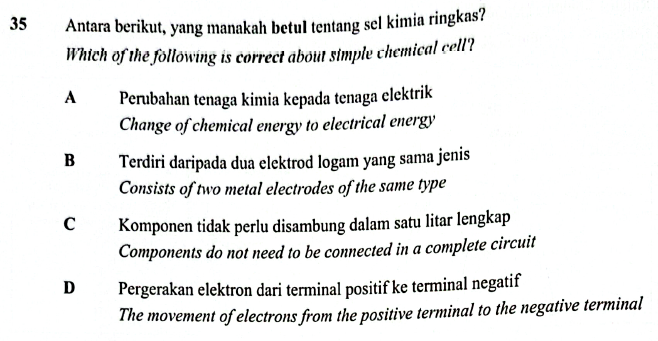 35 Antara berikut, yang manakah betul tentang sel kimia ringkas?
Which of the following is correct about simple chemical cell?
A Perubahan tenaga kimia kepada tenaga elektrik
Change of chemical energy to electrical energy
B Terdiri daripada dua elektrod logam yang sama jenis
Consists of two metal electrodes of the same type
C Komponen tidak perlu disambung dalam satu litar lengkap
Components do not need to be connected in a complete circuit
D Pergerakan elektron dari terminal positif ke terminal negatif
The movement of electrons from the positive terminal to the negative terminal